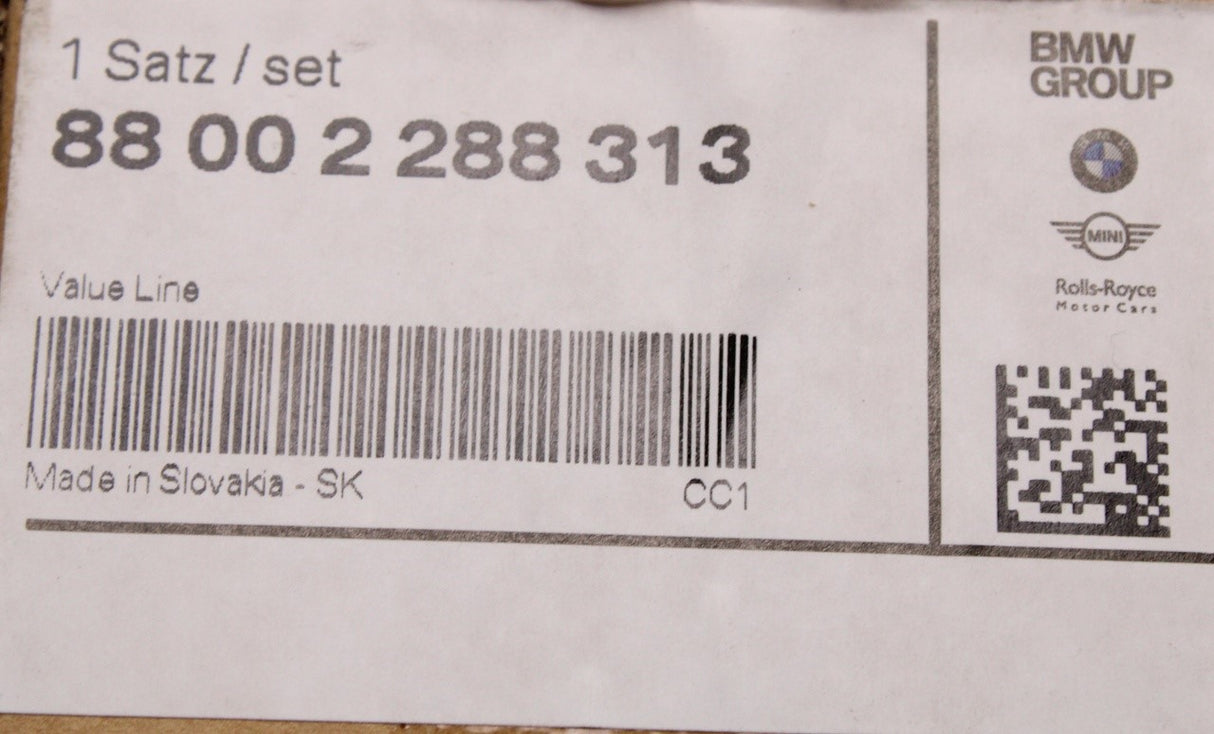 1 Satz / set
88 00 2 288 313
Value Line
Made in Slovakia - SK
CC1
BMW
GROUP
MINI
Rolls-Royce
Motor Cars